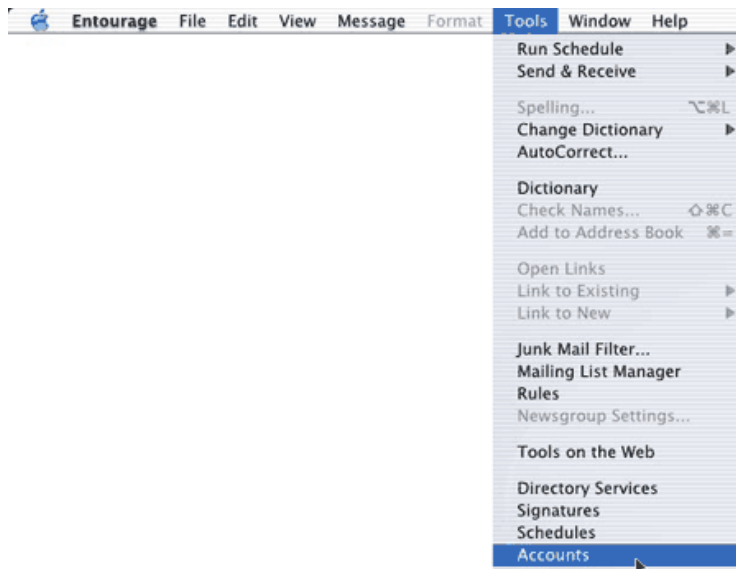 Entourage File Edit View Message Format Tools Window Help
Run Schedule
Send & Receive
Spelling... ⌥⌘L
Change Dictionary
AutoCorrect...
Dictionary
Check Names... ⇧⌘C
Add to Address Book ⌘=
Open Links
Link to Existing
Link to New
Junk Mail Filter...
Mailing List Manager
Rules
Newsgroup Settings...
Tools on the Web
Directory Services
Signatures
Schedules
Accounts